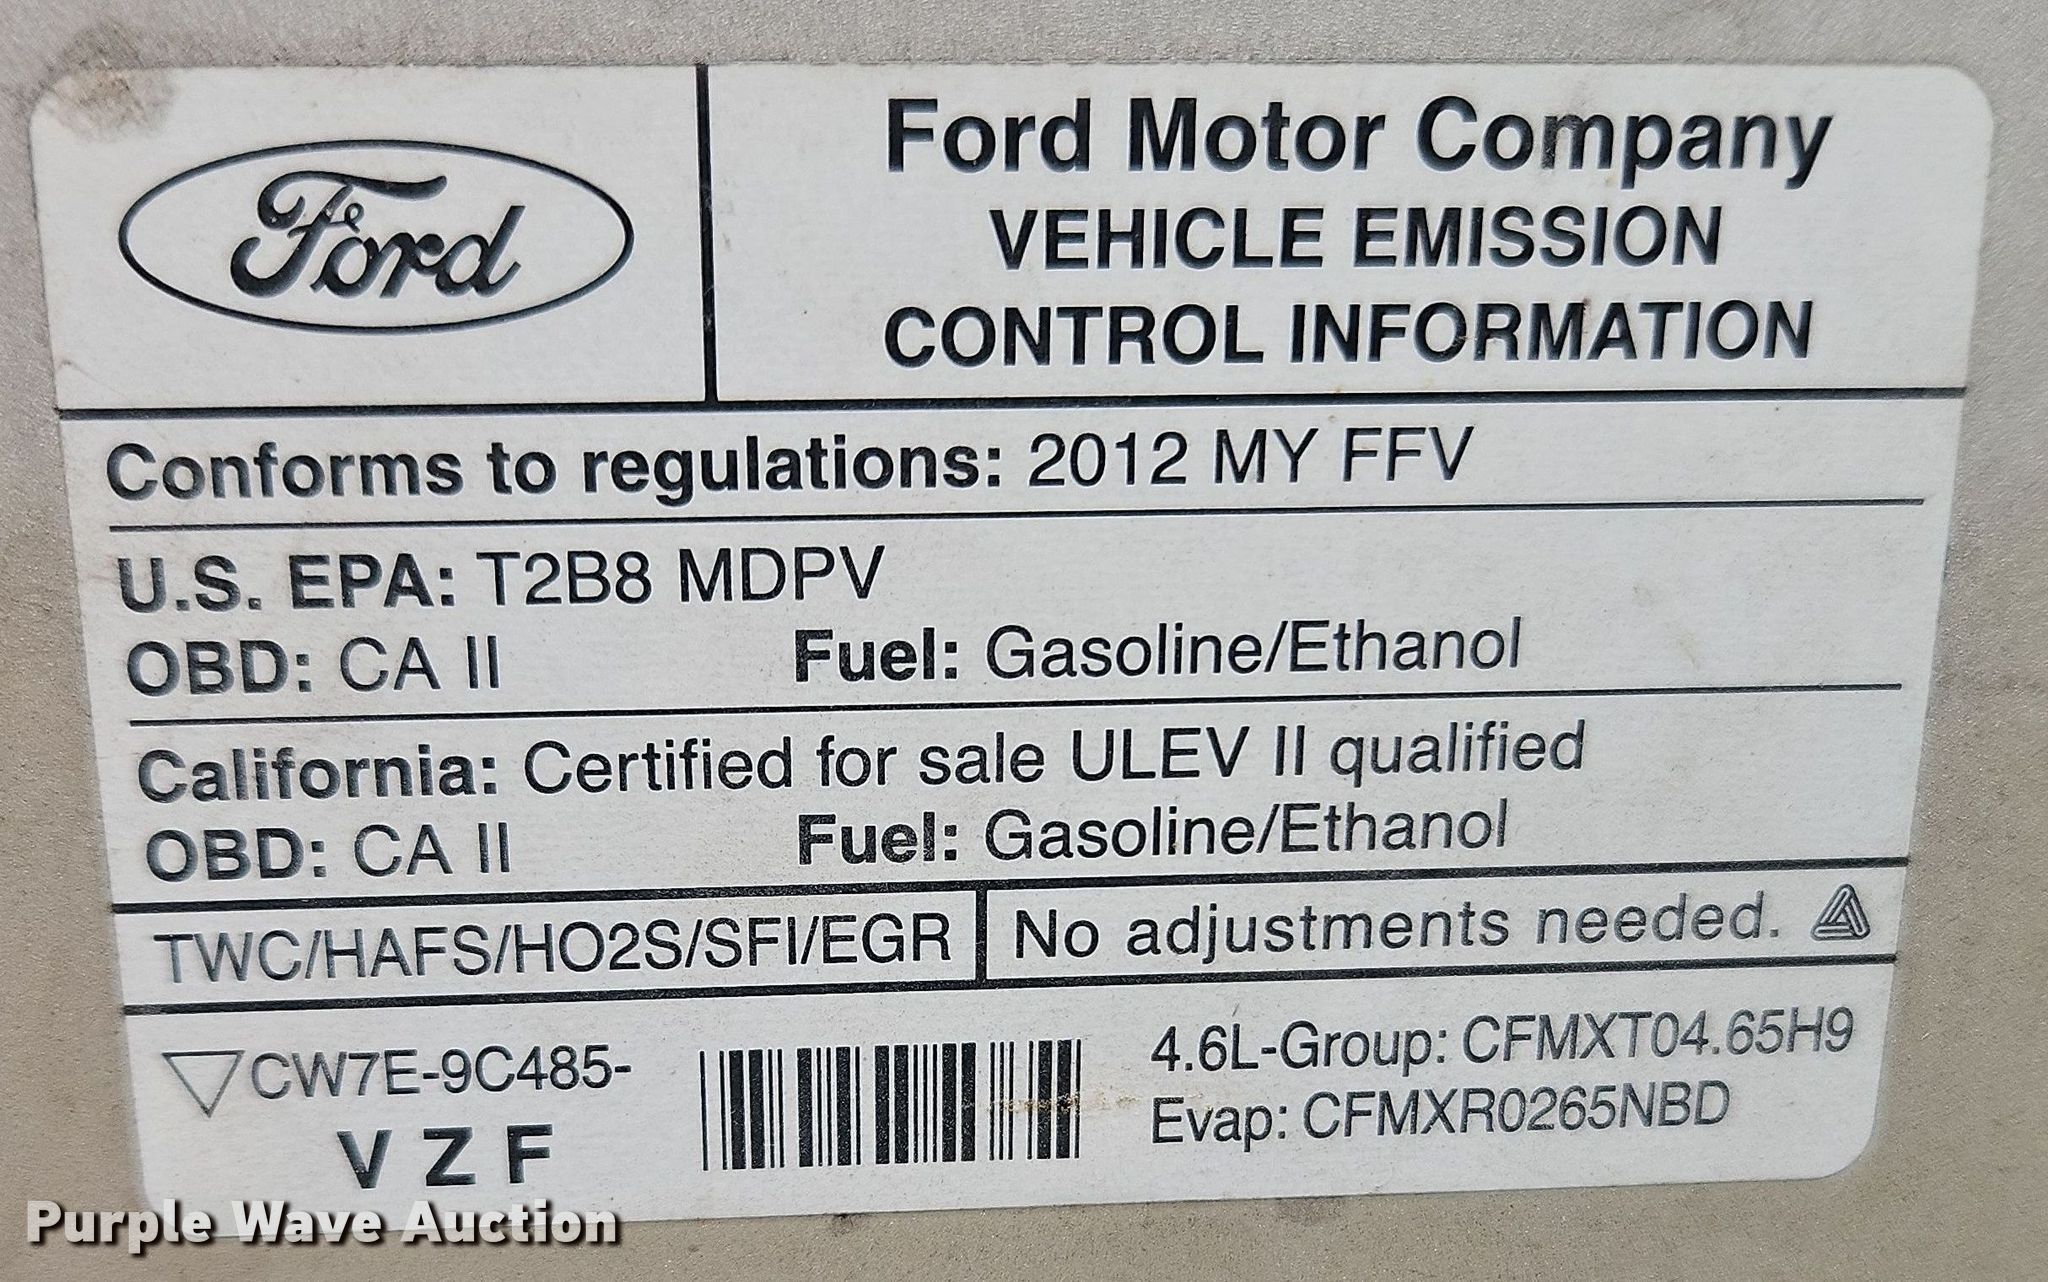 Ford
Ford Motor Company
VEHICLE EMISSION
CONTROL INFORMATION
Conforms to regulations: 2012 MY FFV
U.S. EPA: T2B8 MDPV
OBD: CA II Fuel: Gasoline/Ethanol
California: Certified for sale ULEV II qualified
OBD: CA II Fuel: Gasoline/Ethanol
TWC/HAFS/HO2S/SFI/EGR No adjustments needed.
CW7E-9C485-
V Z F
4.6L-Group: CFMXT04.65H9
Evap: CFMXR0265NBD
Purple Wave Auction